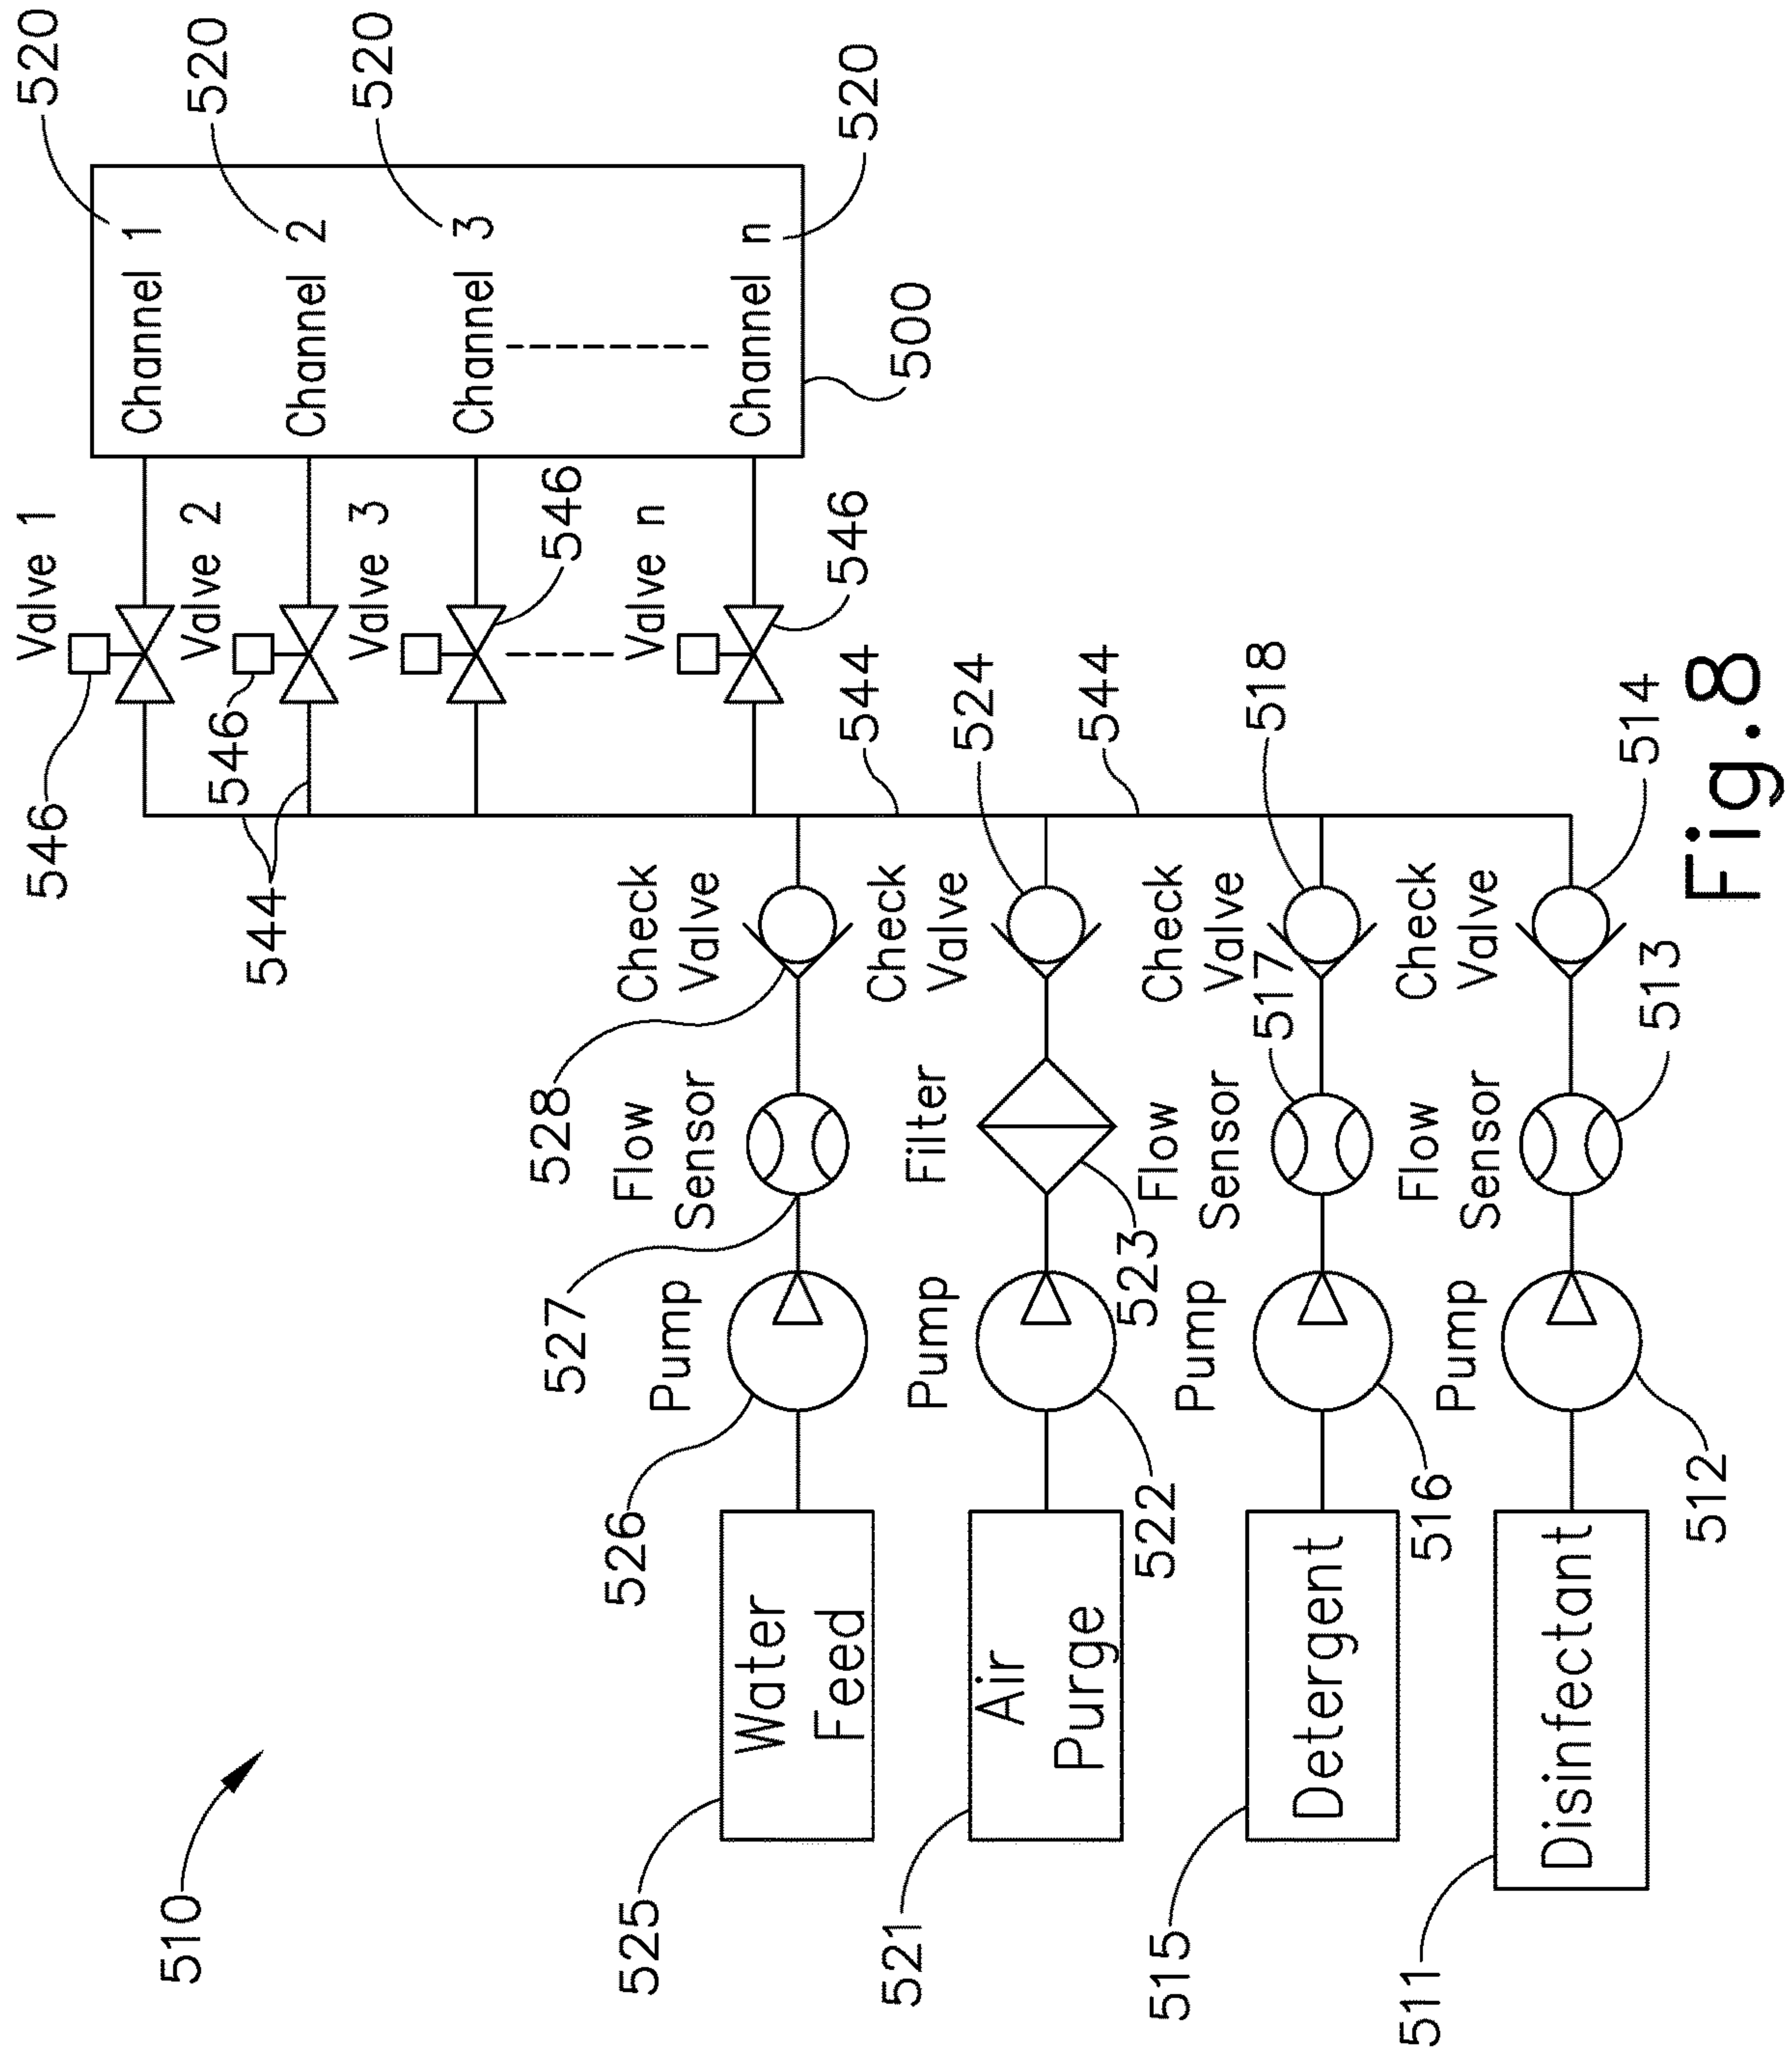 510
Valve 1
546
Channel 1
520
Valve 2
546
Channel 2
520
Valve 3
546
Channel 3
520
Valve n
546
Channel n
520
544
500
525
Water
Feed
526
Pump
527
Flow
Sensor
528
Check
Valve
544
521
Air
Purge
522
Pump
523
Filter
524
Check
Valve
544
515
Detergent
516
Pump
517
Flow
Sensor
518
Check
Valve
511
Disinfectant
512
Pump
513
Flow
Sensor
514
Check
Valve
Fig.8